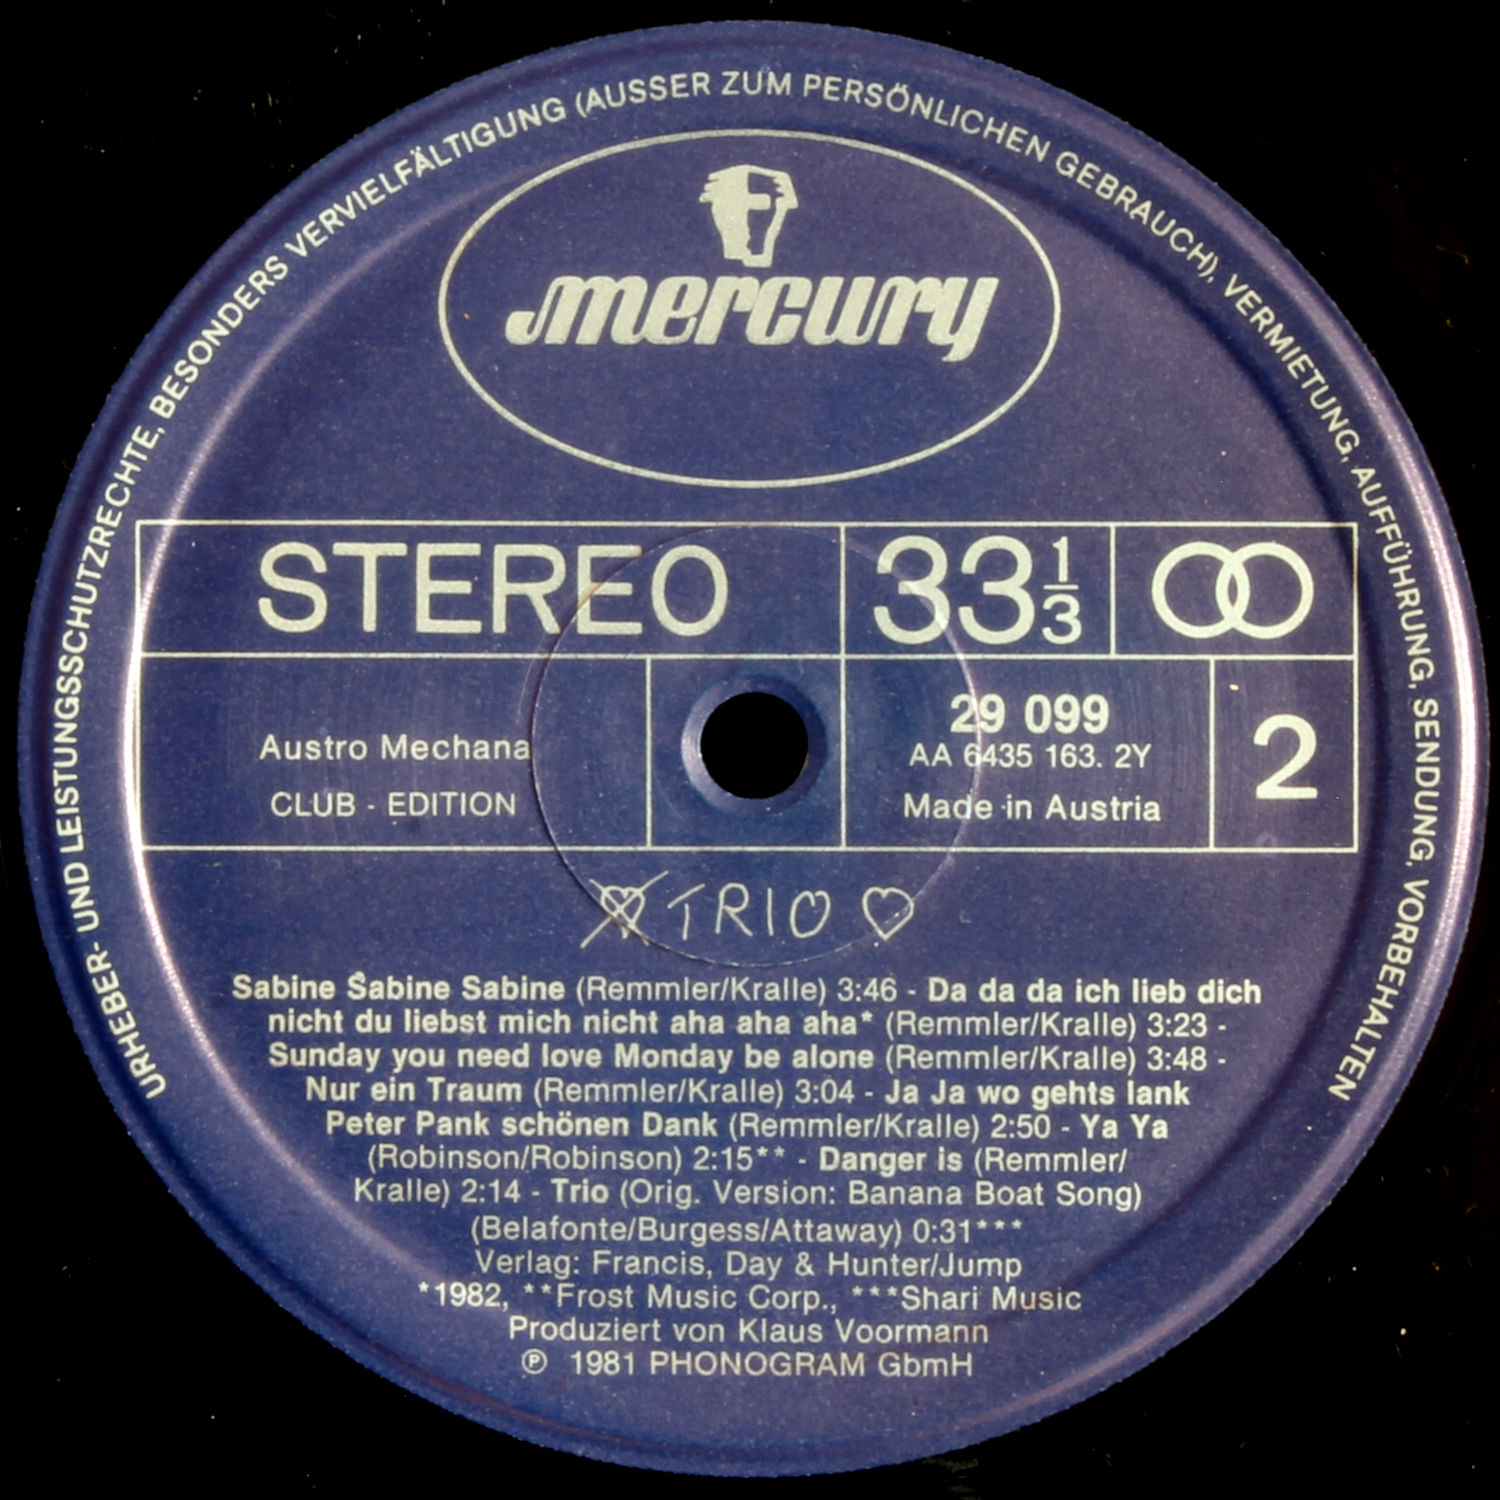 URHEBER- UND LEISTUNGSSCHUTZRECHTE, BESONDERS VERVIELFÄLTIGUNG (AUSSER ZUM PERSÖNLICHEN GEBRAUCH), VERMIETUNG, AUFFÜHRUNG, SENDUNG, VORBEHALTEN
mercury
STEREO
33 1/3
Austro Mechana
CLUB - EDITION
29 099
AA 6435 163. 2Y
Made in Austria
2
TRIO
Sabine Sabine Sabine (Remmler/Kralle) 3:46 - Da da da ich lieb dich
nicht du liebst mich nicht aha aha aha* (Remmler/Kralle) 3:23 -
Sunday you need love Monday be alone (Remmler/Kralle) 3:48 -
Nur ein Traum (Remmler/Kralle) 3:04 - Ja Ja wo gehts lank
Peter Pank schönen Dank (Remmler/Kralle) 2:50 - Ya Ya
(Robinson/Robinson) 2:15** - Danger is (Remmler/
Kralle) 2:14 - Trio (Orig. Version: Banana Boat Song)
(Belafonte/Burgess/Attaway) 0:31***
Verlag: Francis, Day & Hunter/Jump
*1982, **Frost Music Corp., ***Shari Music
Produziert von Klaus Voormann
℗ 1981 PHONOGRAM GbmH